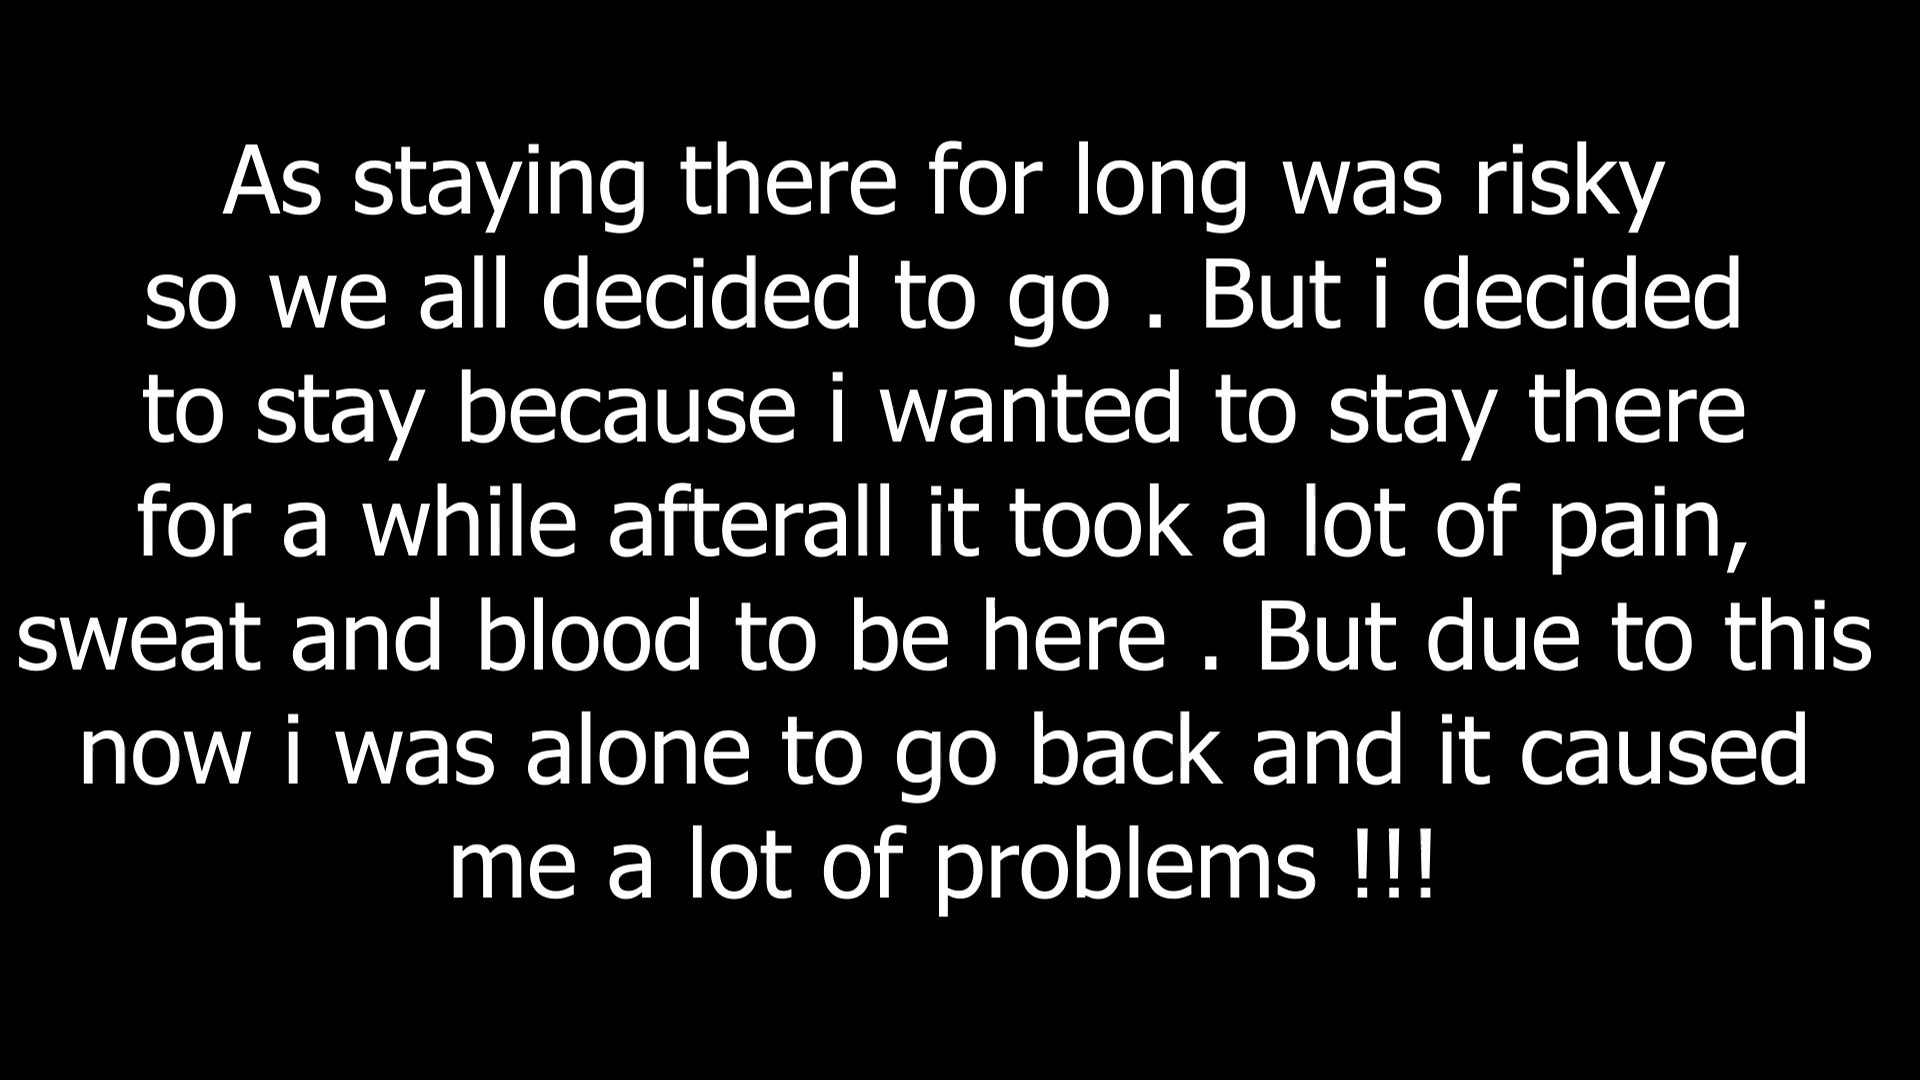 As staying there for long was risky
so we all decided to go . But i decided
to stay because i wanted to stay there
for a while afterall it took a lot of pain,
sweat and blood to be here . But due to this
now i was alone to go back and it caused
me a lot of problems !!!